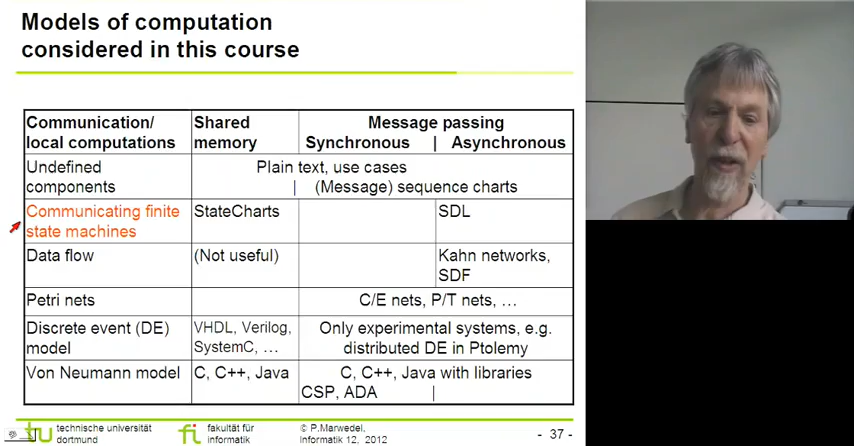 Models of computation
considered in this course
Communication/ Shared Message passing
local computations memory Synchronous | Asynchronous
Undefined Plain text, use cases
components | (Message) sequence charts
Communicating finite StateCharts SDL
state machines
Data flow (Not useful) Kahn networks,
SDF
Petri nets C/E nets, P/T nets, …
Discrete event (DE) VHDL, Verilog, Only experimental systems, e.g.
model SystemC, … distributed DE in Ptolemy
Von Neumann model C, C++, Java C, C++, Java with libraries
CSP, ADA |
tu technische universität fi fakultät für © P.Marwedel,
dortmund informatik informatik 12, 2012 - 37 -